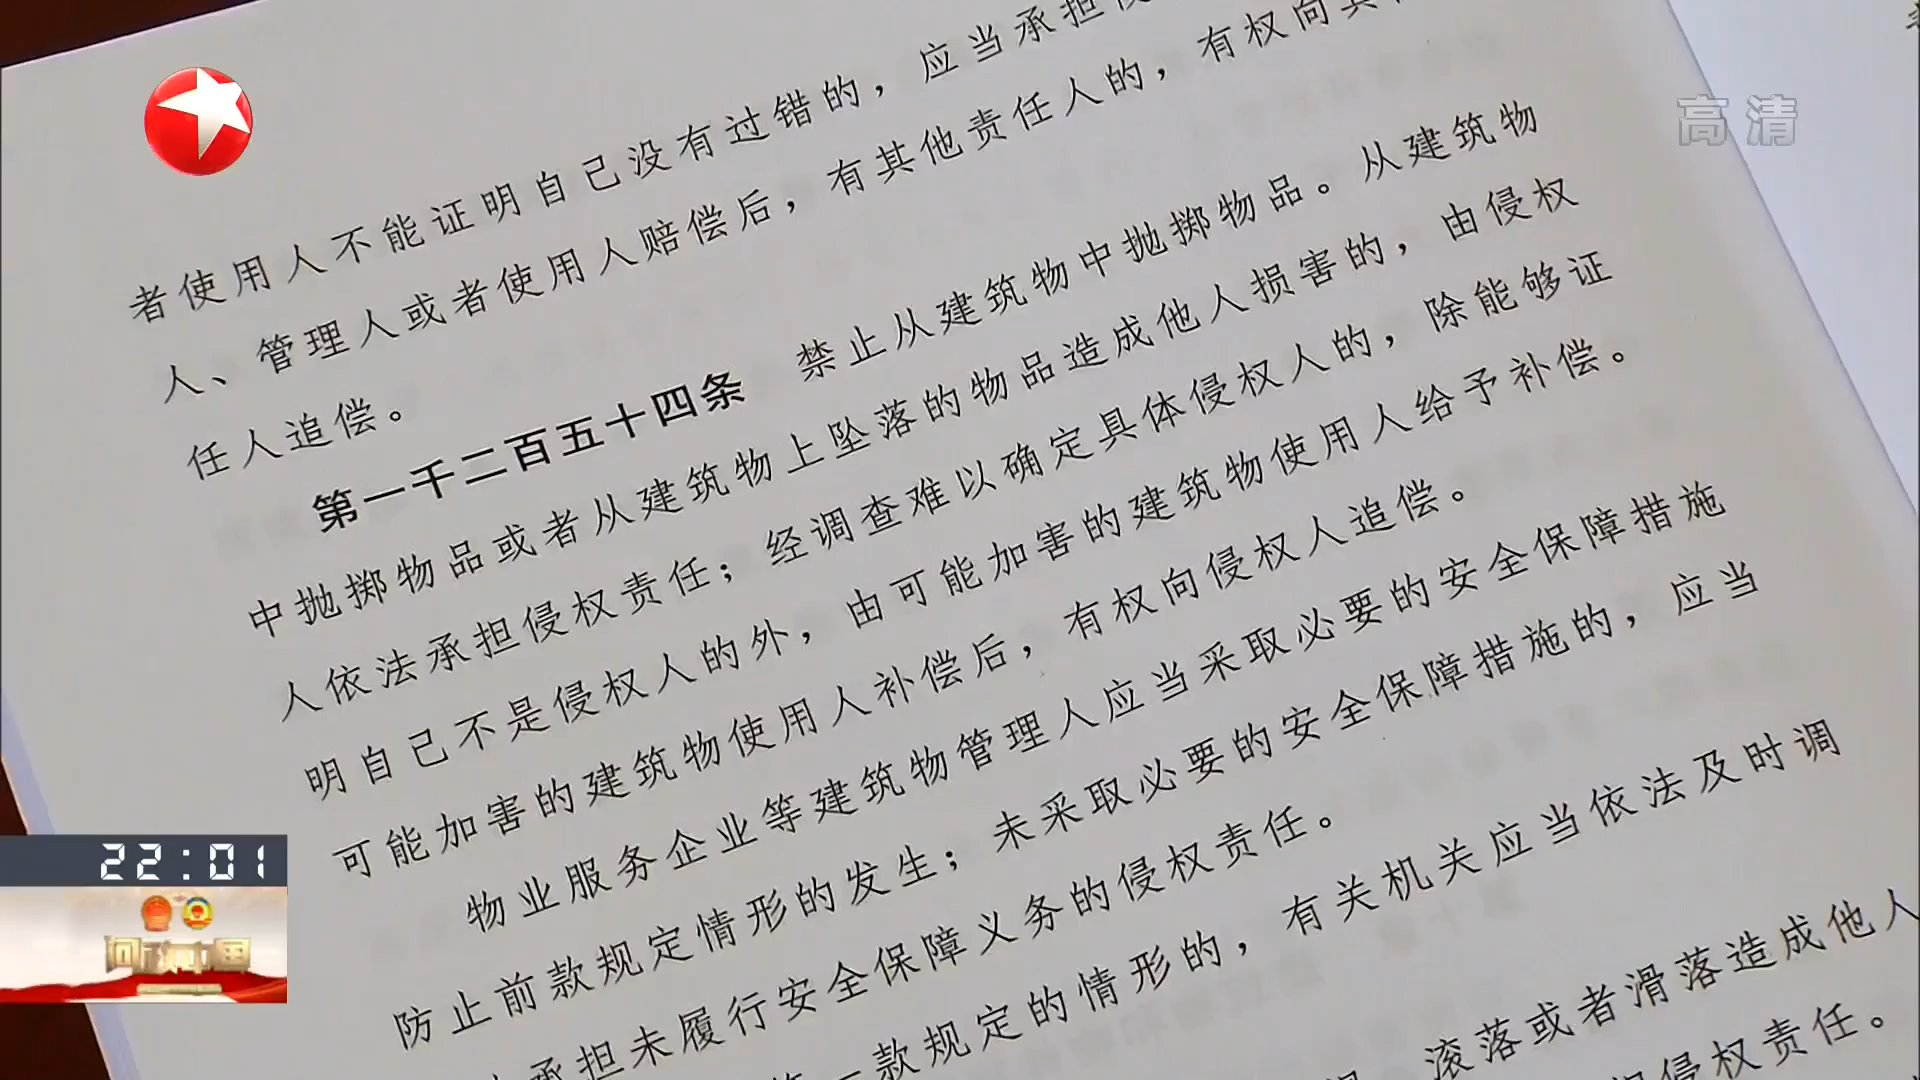 高清
者使用人不能证明自己没有过错的，应当承担
人、管理人或者使用人赔偿后，有其他责任人的，有权向其
任人追偿。
第一千二百五十四条 禁止从建筑物中抛掷物品。从建筑物
中抛掷物品或者从建筑物上坠落的物品造成他人损害的，由侵权
人依法承担侵权责任；经调查难以确定具体侵权人的，除能够证
明自己不是侵权人的外，由可能加害的建筑物使用人给予补偿。
可能加害的建筑物使用人补偿后，有权向侵权人追偿。
物业服务企业等建筑物管理人应当采取必要的安全保障措施
防止前款规定情形的发生；未采取必要的安全保障措施的，应当
承担未履行安全保障义务的侵权责任。
一款规定的情形的，有关机关应当依法及时调
滚落或者滑落造成他人
侵权责任。
22:01